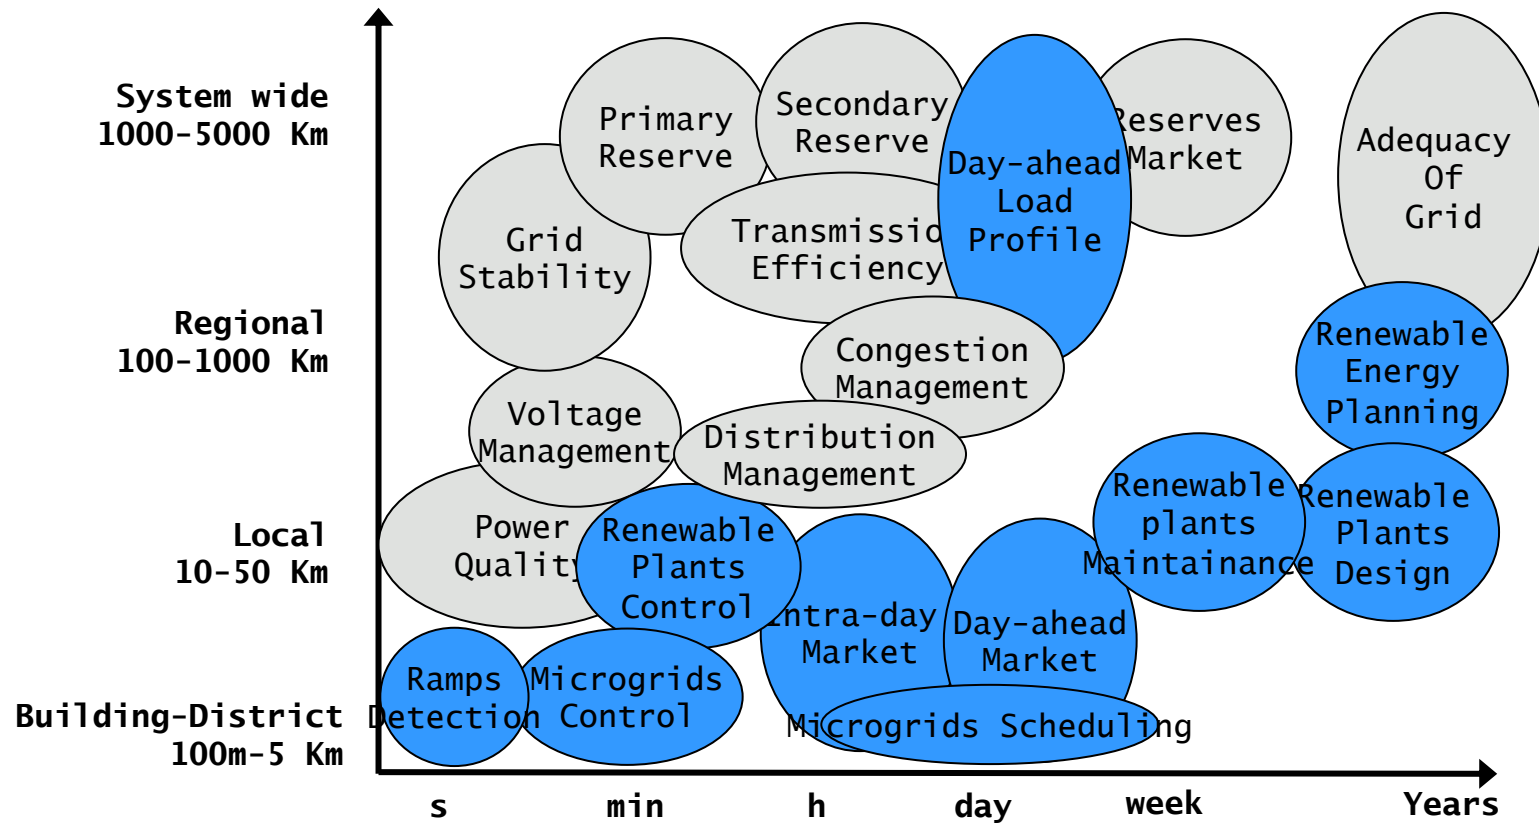 System wide
1000-5000 Km
Regional
100-1000 Km
Local
10-50 Km
Building-District
100m-5 Km
Primary
Reserve
Secondary
Reserve
Day-ahead
Load
Profile
Reserves
Market
Adequacy
Of
Grid
Grid
Stability
Transmissio
Efficiency
Congestion
Management
Renewable
Energy
Planning
Voltage
Management
Distribution
Management
Power
Quality
Renewable
Plants
Control
Intra-day
Market
Day-ahead
Market
Renewable
plants
Maintainance
Renewable
Plants
Design
Ramps
Detection
Microgrids
Control
Microgrids Scheduling
s
min
h
day
week
Years